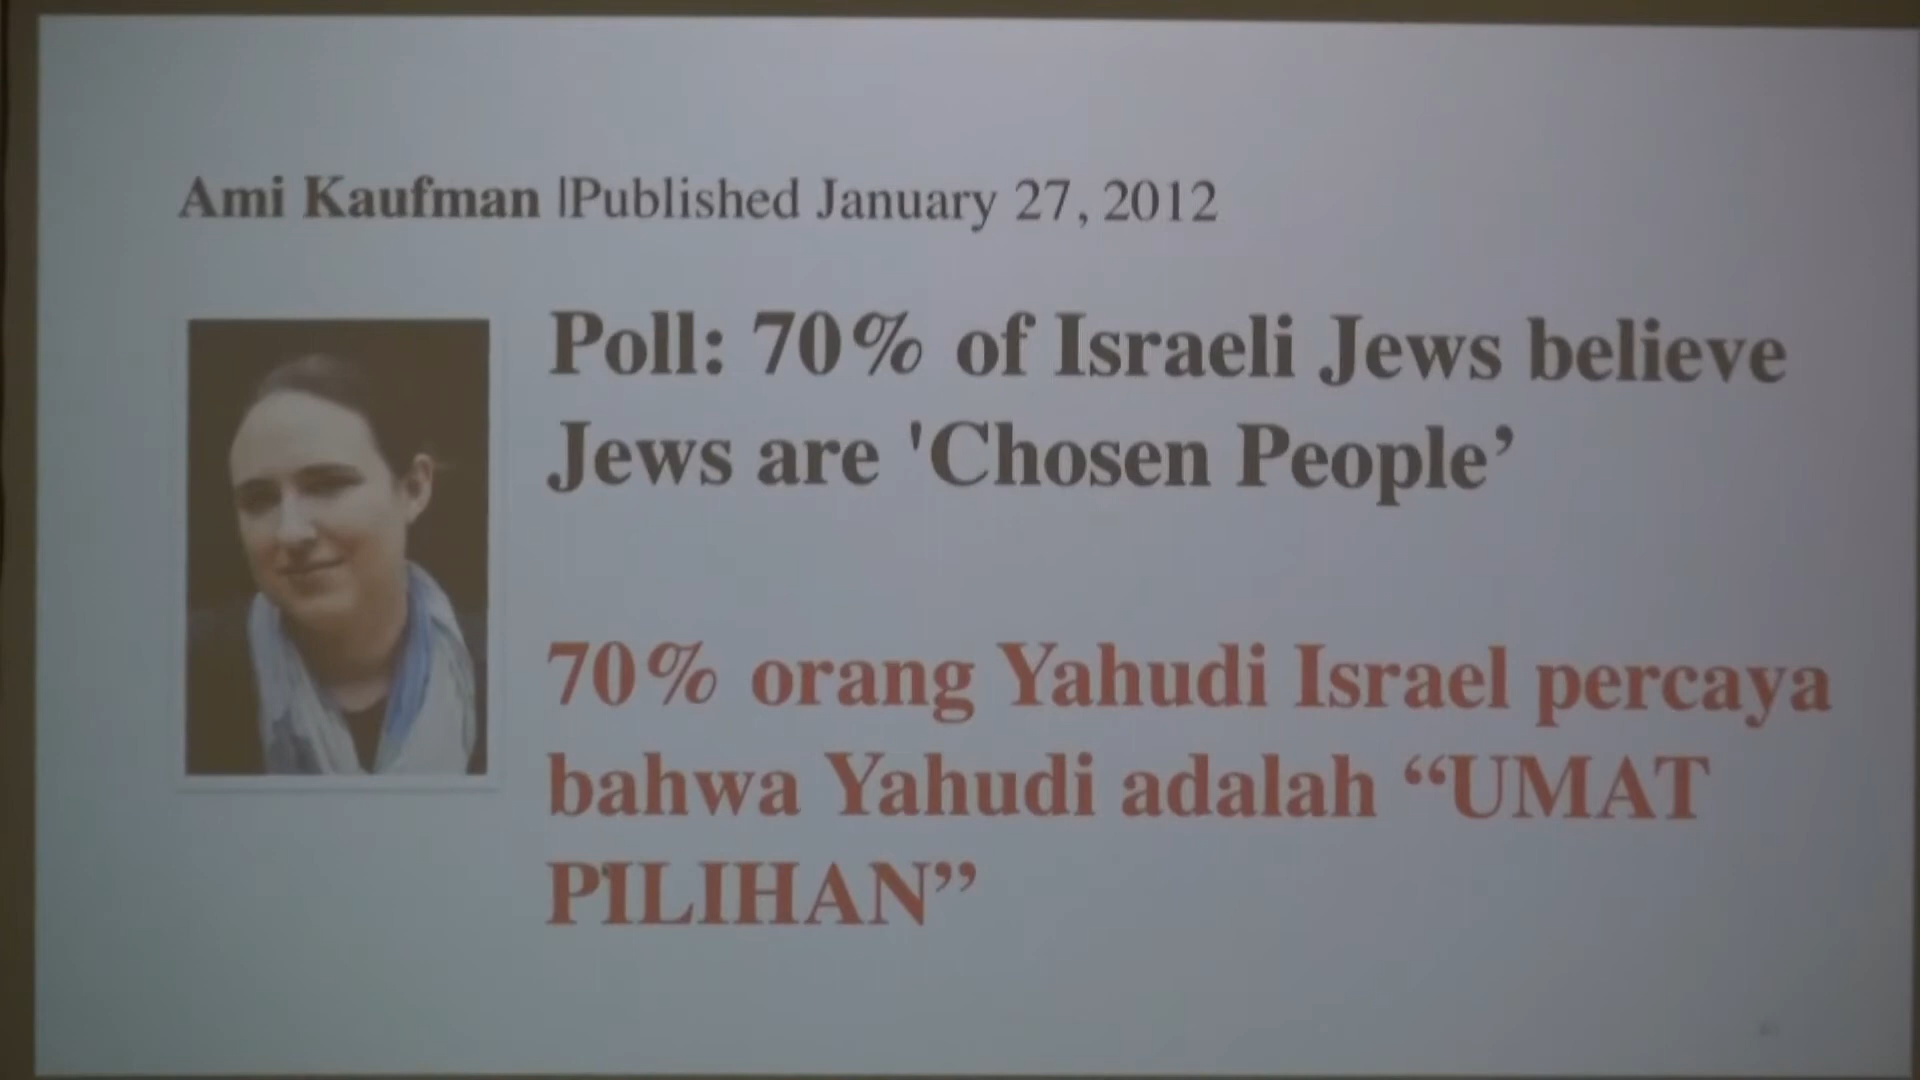 Ami Kaufman |Published January 27, 2012
Poll: 70% of Israeli Jews believe
Jews are 'Chosen People’
70% orang Yahudi Israel percaya
bahwa Yahudi adalah “UMAT
PILIHAN”